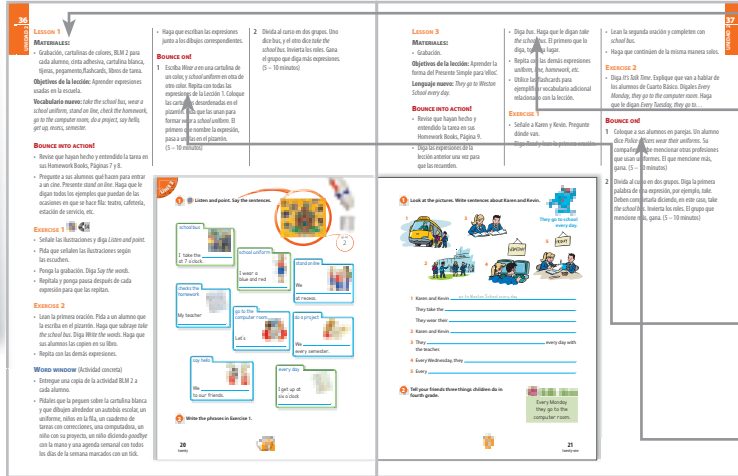 36
UNIDAD 2
LESSON 1
MATERIALES:
• Grabación, cartulinas de colores, BLM 2 para
cada alumno, cinta adhesiva, cartulina blanca,
tijeras, pegamento, flashcards, libros de tarea.
Objetivos de la lección: Aprender expresiones
usadas en la escuela.
Vocabulario nuevo: take the school bus, wear a
school uniform, stand on line, check the homework,
go to the computer room, do a project, say hello,
get up, recess, semester.
BOUNCE INTO ACTION!
• Revise que hayan hecho y entendido la tarea en
sus Homework Books, Páginas 7 y 8.
• Pregunte a sus alumnos qué hacen para entrar
a un cine. Presente stand on line. Haga que le
digan todos los ejemplos que puedan de las
ocasiones en que se hace fila: teatro, cafetería,
estación de servicio, etc.
EXERCISE 1
• Señale las ilustraciones y diga Listen and point.
• Pida que señalen las ilustraciones según
las escuchen.
• Ponga la grabación. Diga Say the words.
• Repítala y ponga pausa después de cada
expresión para que las repitan.
EXERCISE 2
• Lean la primera oración. Pida a un alumno que
la escriba en el pizarrón. Haga que subraye take
the school bus. Diga Write the words. Haga que
sus alumnos las copien en su libro.
• Repita con las demás expresiones.
WORD WINDOW (Actividad concreta)
• Entregue una copia de la actividad BLM 2 a
cada alumno.
• Pídales que la peguen sobre la cartulina blanca
y que dibujen alrededor un autobús escolar, un
uniforme, niños en la fila, un cuaderno de
tareas con correcciones, una computadora, un
niño con su proyecto, un niño diciendo goodbye
con la mano y una agenda semanal con todos
los días de la semana marcados con un tick.
• Haga que escriban las expresiones
junto a los dibujos correspondientes.
BOUNCE ON!
1 Escriba Wear a en una cartulina de
un color, y school uniform en otra de
otro color. Repita con todas las
expresiones de la Lección 1. Coloque
las cartulinas desordenadas en el
pizarrón. Pida que las unan para
formar wear a school uniform. El
primero que nombre la expresión,
pasa a unirlas en el pizarrón.
(5 – 10 minutos)
2 Divida al curso en dos grupos. Uno
dice bus, y el otro dice take the
school bus. Invierta los roles. Gana
el grupo que diga más expresiones.
(5 – 10 minutos)
Unit 2
1 Listen and point. Say the sentences.
2
school bus
I take the
at 7 o'clock.
school uniform
I wear a
blue and red
stand on line
We
at recess.
checks the
homework
My teacher
go to the
computer room
Let's
do a project
We
every semester.
say hello
We
to our friends.
every day
I get up at
six o'clock
2 Write the phrases in Exercise 1.
20
twenty
LESSON 3
MATERIALES:
• Grabación.
Objetivos de la lección: Aprender la
forma del Presente Simple para 'ellos'.
Lenguaje nuevo: They go to Weston
School every day.
BOUNCE INTO ACTION!
• Revise que hayan hecho y
entendido la tarea en sus
Homework Books, Página 9.
• Diga las expresiones de la
lección anterior una vez para
que las recuerden.
• Diga bus. Haga que le digan take
the school bus. El primero que lo
diga, toma su lugar.
• Repita con las demás expresiones
uniform, line, homework, etc.
• Utilice las flashcards para
ejemplificar vocabulario adicional
relacionado con la lección.
EXERCISE 1
• Señale a Karen y Kevin. Pregunte
dónde van.
• Diga Read y lean la primera oración.
• Lean la segunda oración y completen con
school bus.
• Haga que continúen de la misma manera solos.
EXERCISE 2
• Diga It's Talk Time. Explique que van a hablar de
los alumnos de Cuarto Básico. Dígales Every
Monday, they go to the computer room. Haga
que le digan Every Tuesday, they go to…
BOUNCE ON!
1 Coloque a sus alumnos en parejas. Un alumno
dice Police officers wear their uniforms. Su
compañero debe mencionar otras profesiones
que usan uniformes. El que mencione más,
gana. (5 – 10 minutos)
2 Divida al curso en dos grupos. Diga la primera
palabra de una expresión, por ejemplo, take.
Deben completarla diciendo, en este caso, take
the school bus. Invierta los roles. El grupo que
mencione más, gana. (5 – 10 minutos)
37
UNIDAD 2
1 Look at the pictures. Write sentences about Karen and Kevin.
They go to school
every day.
1
2
3
4
5
MONDAY
FRIDAY
1 Karen and Kevin go to Weston School every day
They take the
They wear their
2 Karen and Kevin
3 They every day with
the teacher.
4 Every Wednesday, they
5 Every
2 Tell your friends three things children do in
fourth grade.
Every Monday
they go to the
computer room.
21
twenty-one